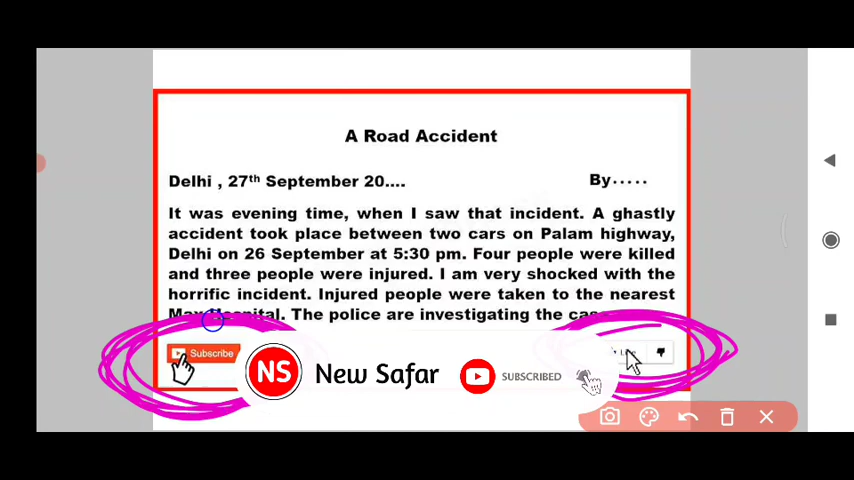 A Road Accident
Delhi , 27th September 20.... By.....
It was evening time, when I saw that incident. A ghastly
accident took place between two cars on Palam highway,
Delhi on 26 September at 5:30 pm. Four people were killed
and three people were injured. I am very shocked with the
horrific incident. Injured people were taken to the nearest
Max Hospital. The police are investigating the
Subscribe
NS New Safar SUBSCRIBED